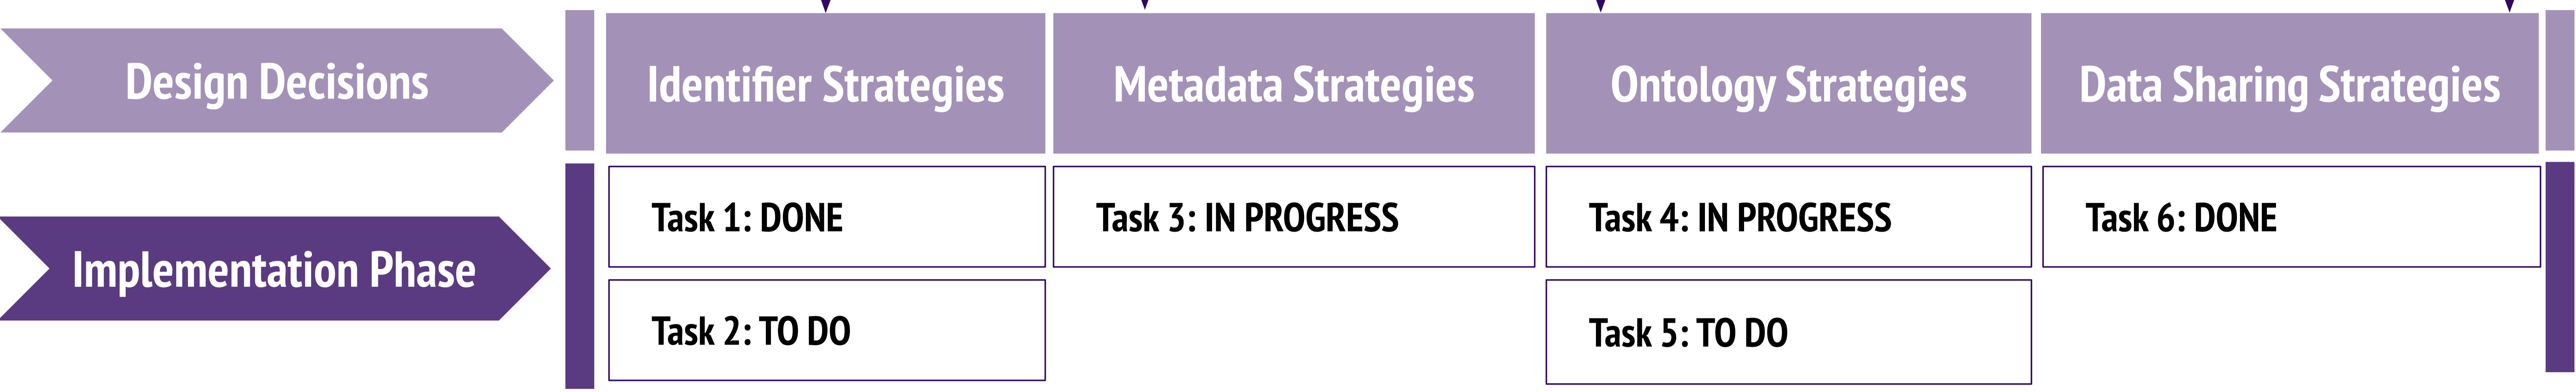 Design Decisions
Identifier Strategies
Metadata Strategies
Ontology Strategies
Data Sharing Strategies
Implementation Phase
Task 1: DONE
Task 3: IN PROGRESS
Task 4: IN PROGRESS
Task 6: DONE
Task 2: TO DO
Task 5: TO DO